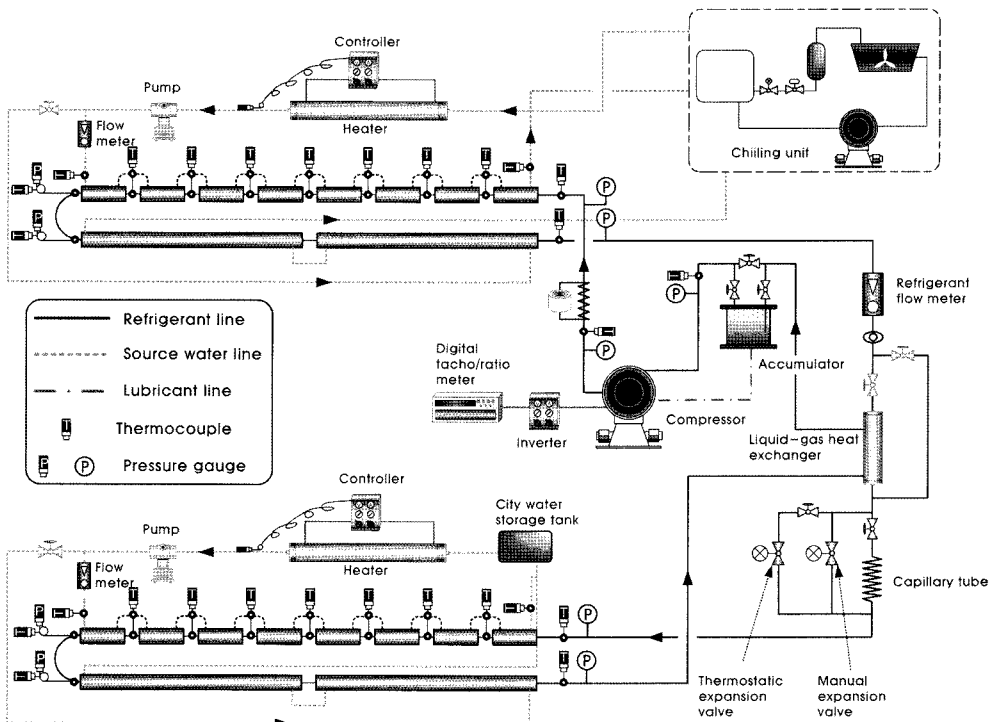 Controller
Pump
Heater
Flow
meter
Chiiling unit
T
T
T
T
T
T
T
T
T
P
P
P
P
Refrigerant line
Source water line
Lubricant line
Thermocouple
Pressure gauge
T
P
P
Refrigerant
flow meter
P
P
Accumulator
Digital
tacho/ratio
meter
Inverter
Compressor
Liquid-gas heat
exchanger
Controller
City water
storage tank
Pump
Heater
Flow
meter
T
T
T
T
T
T
T
T
T
P
P
P
P
Capillary tube
Thermostatic
expansion
valve
Manual
expansion
valve